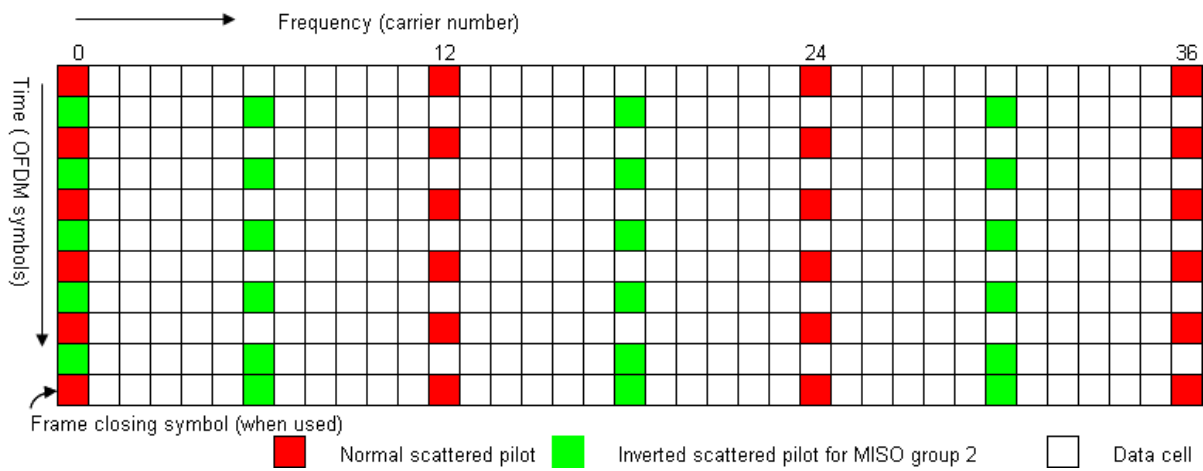 Frequency (carrier number)
0 12 24 36
Time ( OFDM symbols)
Frame closing symbol (when used)
Normal scattered pilot Inverted scattered pilot for MISO group 2 Data cell